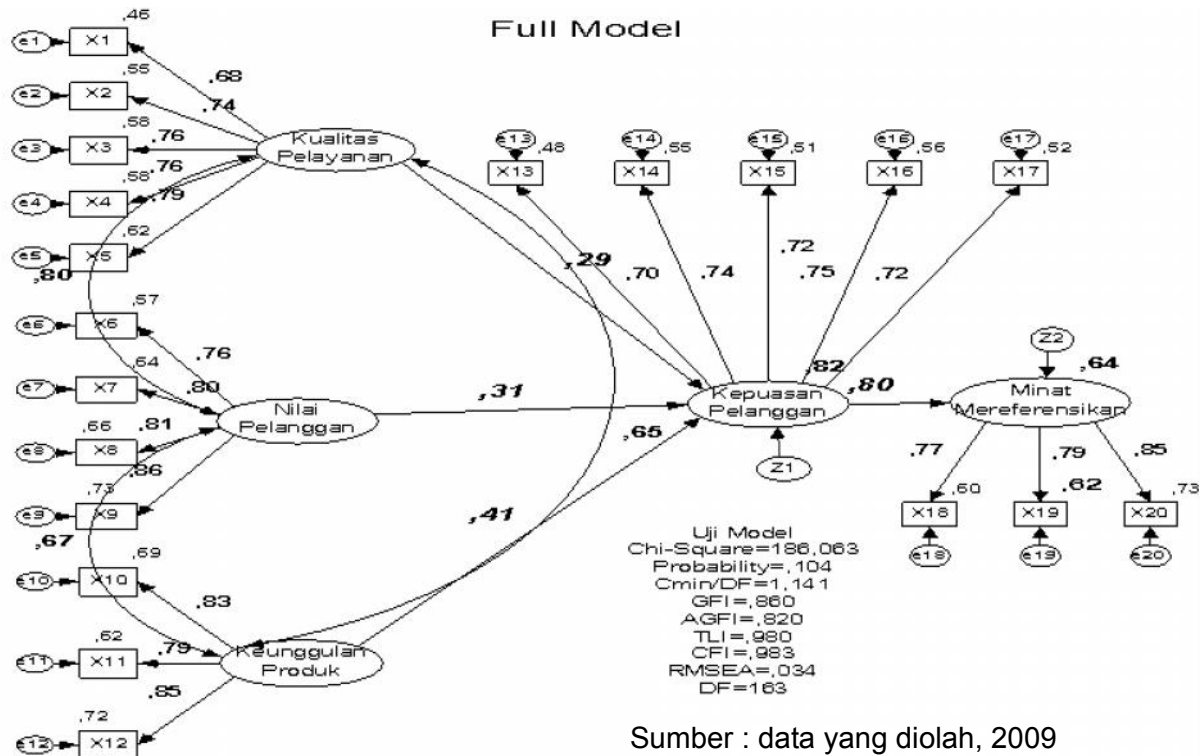 Full Model
,46
e1
X1
,68
,55
e2
X2
,74
,58
e3
X3
,76
,58
e4
X4
,76
,79
,62
e5
X5
,80
Kualitas
Pelayanan
e13
,48
X13
e14
,55
X14
e15
,51
X15
e16
,56
X16
e17
,52
X17
,29
,70
,74
,72
,75
,72
,57
e6
X6
,76
,64
e7
X7
,80
,66
e8
X8
,81
,73
e9
X9
,86
,67
Nilai
Pelanggan
,31
,82
Kepuasan
Pelanggan
,65
Z1
,80
Z2
,64
Minat
Mereferensikan
,77
,79
,85
,60
X18
e18
,62
X19
e19
,73
X20
e20
,41
,69
e10
X10
,83
,62
e11
X11
,79
,72
e12
X12
,85
Keunggulan
Produk
Uji Model
Chi-Square=186,063
Probability=,104
Cmin/DF=1,141
GFI=,860
AGFI=,820
TLI=,980
CFI=,983
RMSEA=,034
DF=163
Sumber : data yang diolah, 2009